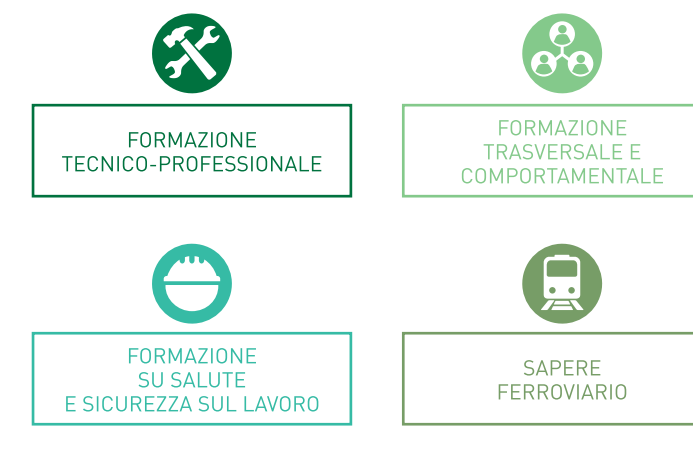 FORMAZIONE
TECNICO-PROFESSIONALE
FORMAZIONE
TRASVERSALE E
COMPORTAMENTALE
FORMAZIONE
SU SALUTE
E SICUREZZA SUL LAVORO
SAPERE
FERROVIARIO